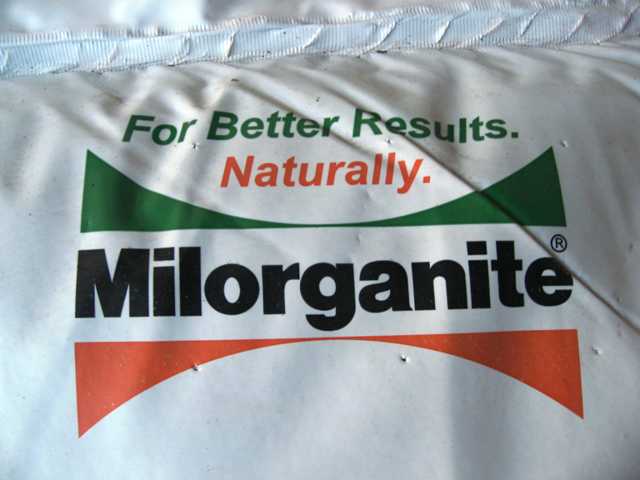 For Better Results.
Naturally.
Milorganite®